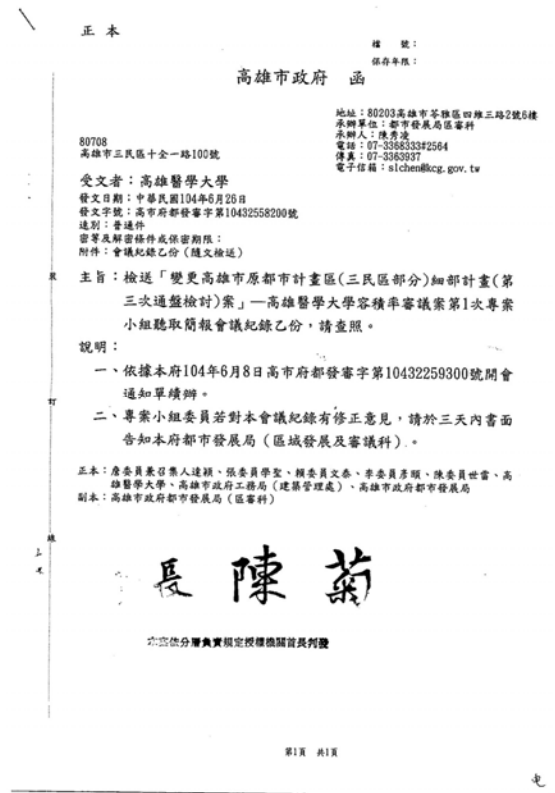 正 本
檔 號：
保存年限：
高雄市政府 函
地址：80203高雄市苓雅區四維三路2號6樓
承辦單位：都市發展局區審科
承辦人：陳秀凌
電話：07-3368333#2564
傳真：07-3363937
電子信箱：slchen@kcg.gov.tw
80708
高雄市三民區十全一路100號
受文者：高雄醫學大學
發文日期：中華民國104年6月26日
發文字號：高市府都發審字第10432558200號
速別：普通件
密等及解密條件或保密期限：
附件：會議紀錄乙份（隨文檢送）
主旨：檢送「變更高雄市原都市計畫區(三民區部分)細部計畫(第
三次通盤檢討)案」—高雄醫學大學容積率審議案第1次專案
小組聽取簡報會議紀錄乙份，請查照。
說明：
一、依據本府104年6月8日高市府都發審字第10432259300號開會
通知單續辦。
二、專案小組委員若對本會議紀錄有修正意見，請於三天內書面
告知本府都市發展局（區域發展及審議科）。
正本：詹委員兼召集人達穎、張委員學聖、賴委員文泰、李委員彥頤、陳委員世雷、高
雄醫學大學、高雄市政府工務局（建築管理處）、高雄市政府都市發展局
副本：高雄市政府都市發展局（區審科）
裝
訂
線
長 陳 菊
本案依分層負責規定授權機關首長判發
第1頁 共1頁